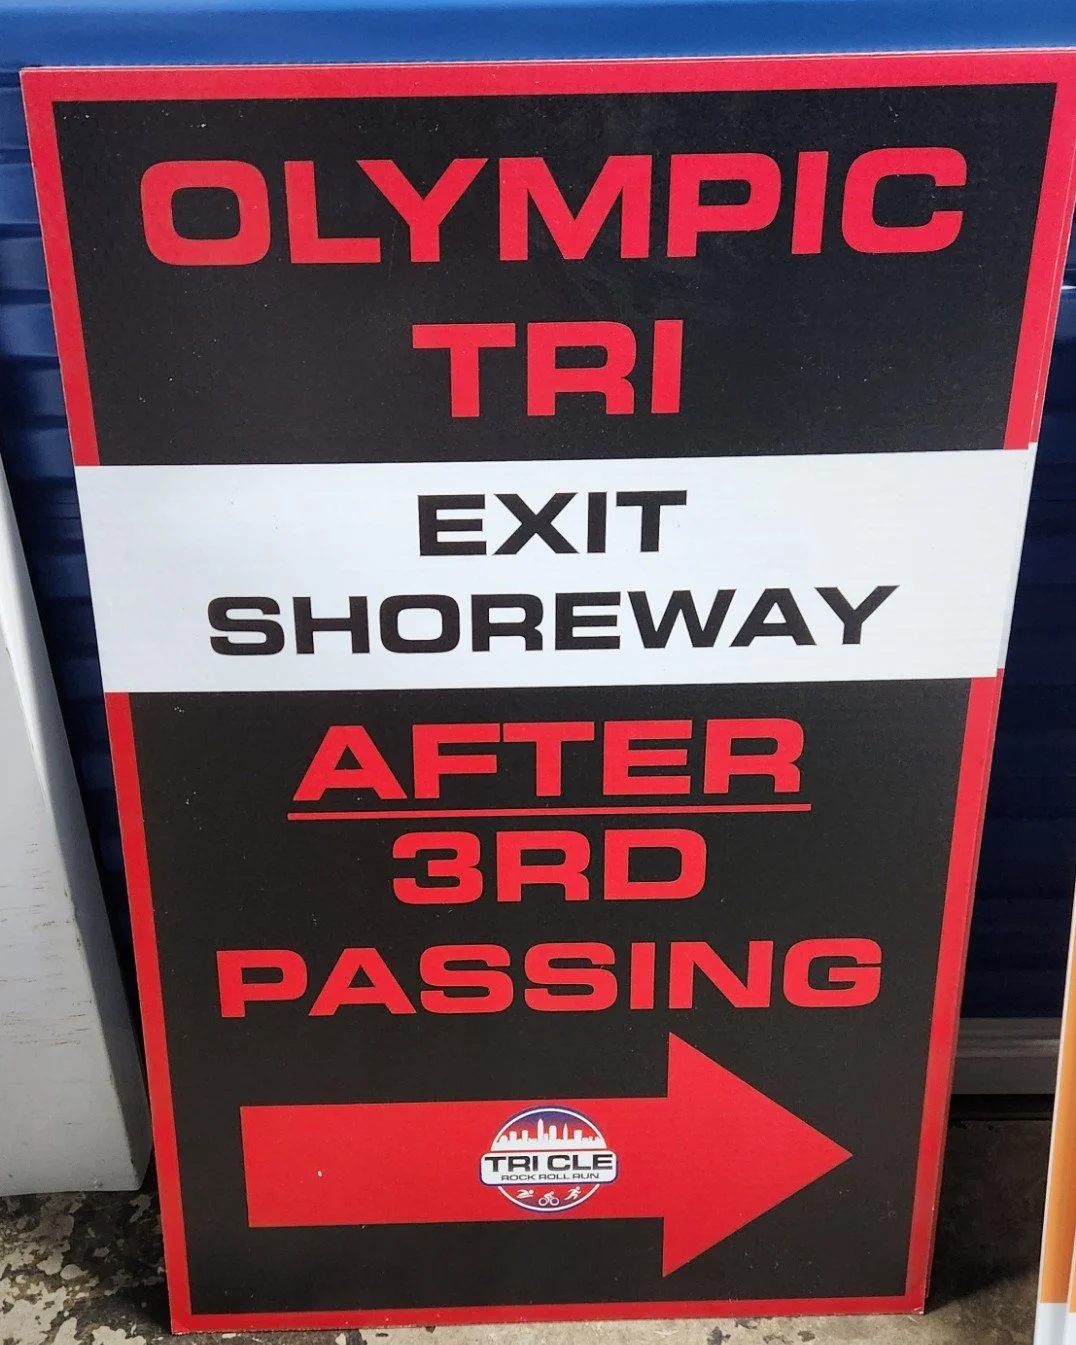 OLYMPIC
TRI
EXIT
SHOREWAY
AFTER
3RD
PASSING
TRI CLE
ROCK ROLL RUN